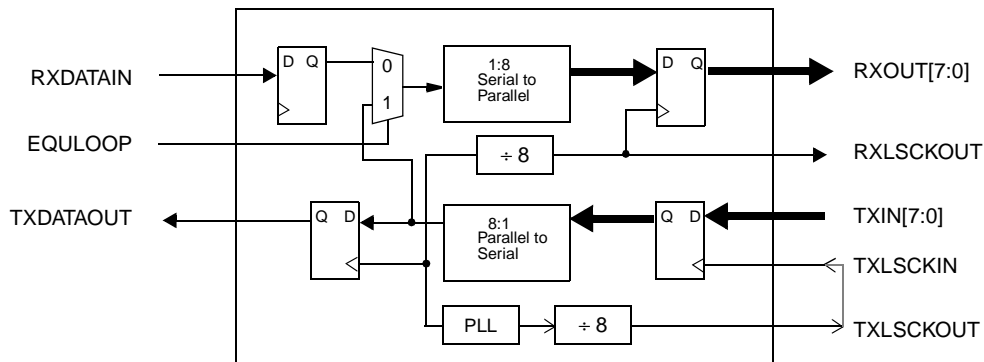 RXDATAIN
D Q
0
1
1:8
Serial to
Parallel
D Q
RXOUT[7:0]
EQULOOP
÷ 8
RXLSCKOUT
TXDATAOUT
Q D
8:1
Parallel to
Serial
Q D
TXIN[7:0]
TXLSCKIN
PLL
÷ 8
TXLSCKOUT